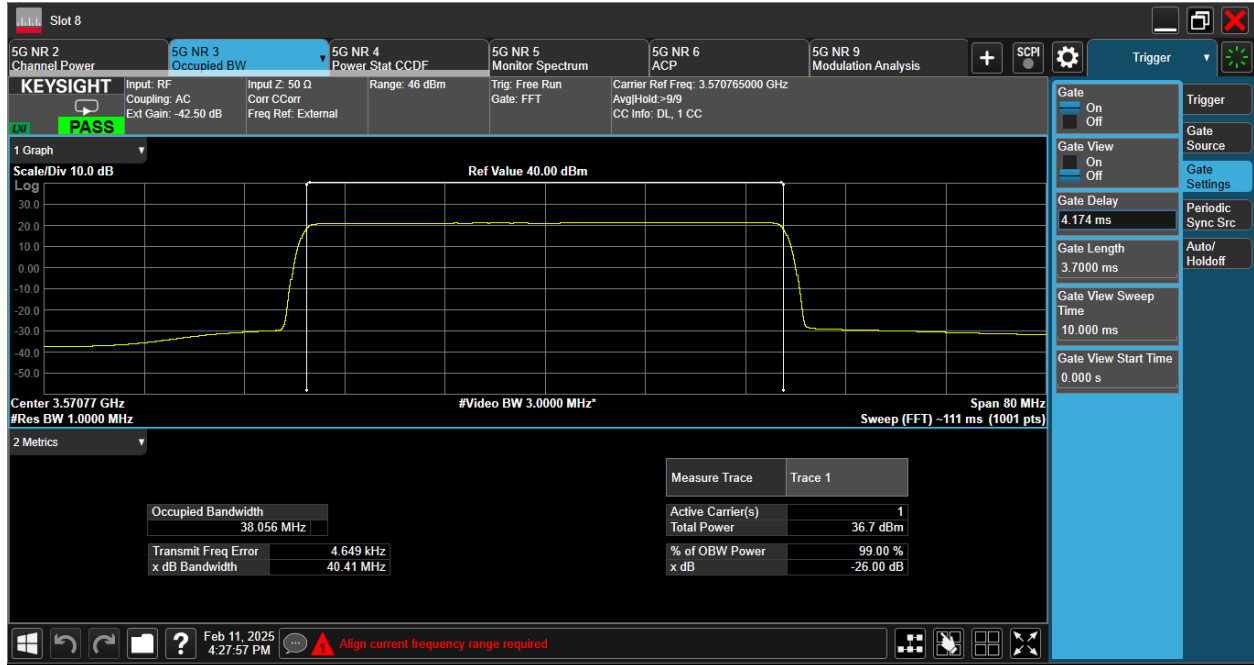 Slot 8
5G NR 2
Channel Power
5G NR 3
Occupied BW
5G NR 4
Power Stat CCDF
5G NR 5
Monitor Spectrum
5G NR 6
ACP
5G NR 9
Modulation Analysis
+
SCPI
Trigger
KEYSIGHT
LXI
PASS
Input: RF
Coupling: AC
Ext Gain: -42.50 dB
Input Z: 50 Ω
Corr CCorr
Freq Ref: External
Range: 46 dBm
Trig: Free Run
Gate: FFT
Carrier Ref Freq: 3.570765000 GHz
Avg|Hold:>9/9
CC Info: DL, 1 CC
1 Graph
Scale/Div 10.0 dB
Ref Value 40.00 dBm
Log
30.0
20.0
10.0
0.00
-10.0
-20.0
-30.0
-40.0
-50.0
Center 3.57077 GHz
#Video BW 3.0000 MHz*
Span 80 MHz
#Res BW 1.0000 MHz
Sweep (FFT) ~111 ms (1001 pts)
2 Metrics
Measure Trace Trace 1
Occupied Bandwidth
38.056 MHz
Active Carrier(s) 1
Total Power 36.7 dBm
Transmit Freq Error 4.649 kHz
x dB Bandwidth 40.41 MHz
% of OBW Power 99.00 %
x dB -26.00 dB
Gate
On
Off
Gate View
On
Off
Gate Delay
4.174 ms
Gate Length
3.7000 ms
Gate View Sweep
Time
10.000 ms
Gate View Start Time
0.000 s
Trigger
Gate
Source
Gate
Settings
Periodic
Sync Src
Auto/
Holdoff
?
Feb 11, 2025
4:27:57 PM
1
Align current frequency range required